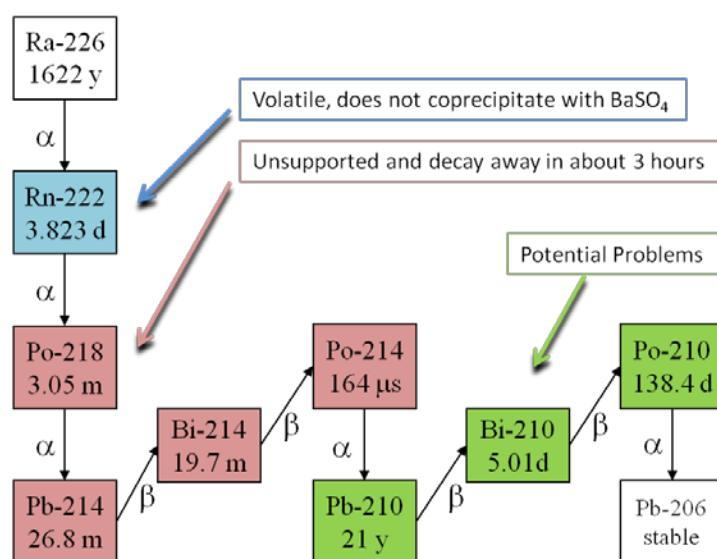 Ra-226
1622 y
Volatile, does not coprecipitate with BaSO₄
α
Unsupported and decay away in about 3 hours
Rn-222
3.823 d
Potential Problems
α
Po-218
3.05 m
Po-214
164 μs
Po-210
138.4 d
α
Bi-214
19.7 m
β
α
Bi-210
5.01d
β
α
Pb-214
26.8 m
β
Pb-210
21 y
β
Pb-206
stable